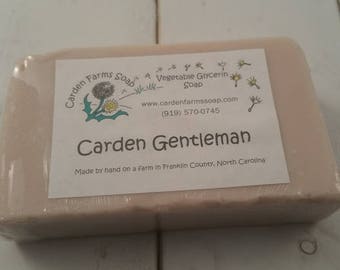 Carden Farms Soap
Vegetable Glycerin
Soap
www.cardenfarmssoap.com
(919) 570-0745
Carden Gentleman
Made by hand on a farm in Franklin County, North Carolina